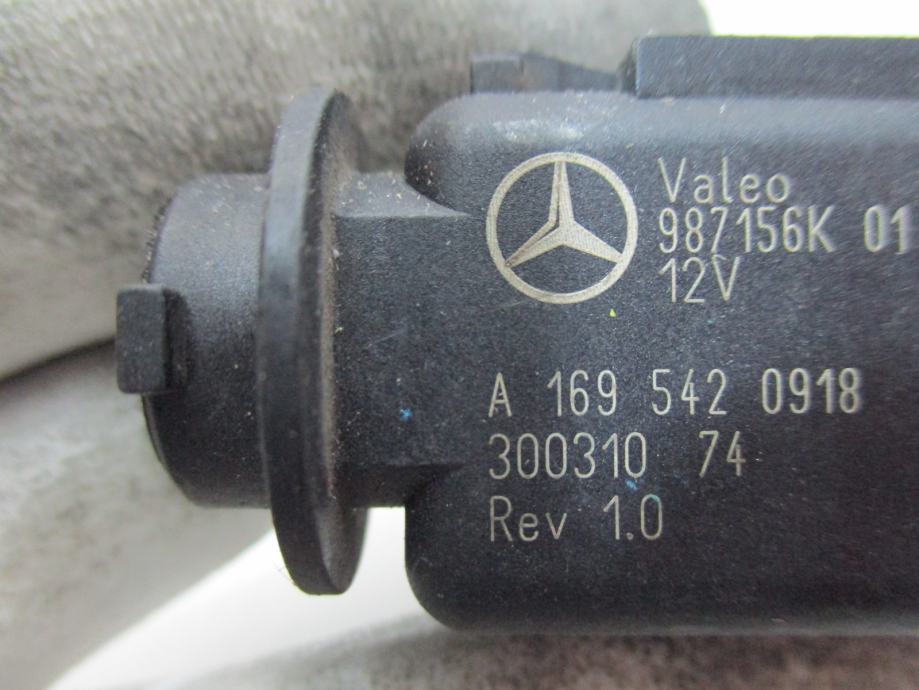 Valeo
987156K 01
12V
A 169 542 0918
300310 74
Rev 1.0